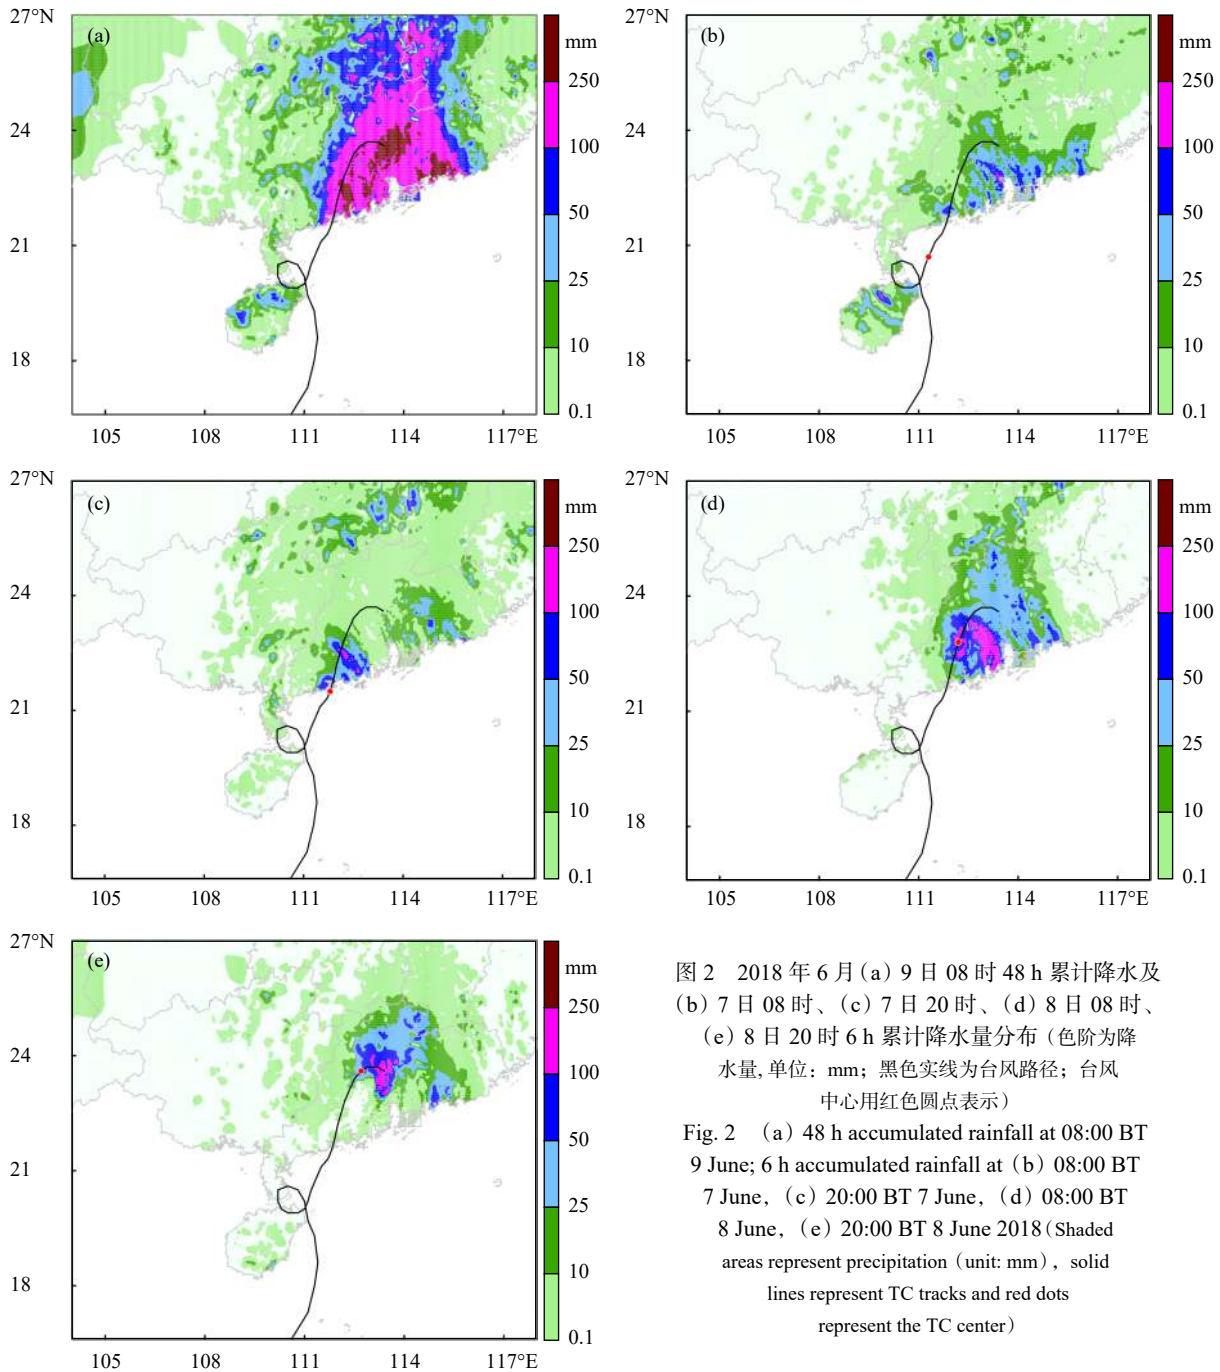 27°N
(a)
mm
250
24
100
50
21
25
10
18
0.1
105
108
111
114
117°E
27°N
(b)
mm
250
24
100
50
21
25
10
18
0.1
105
108
111
114
117°E
27°N
(c)
mm
250
24
100
50
21
25
10
18
0.1
105
108
111
114
117°E
27°N
(d)
mm
250
24
100
50
21
25
10
18
0.1
105
108
111
114
117°E
27°N
(e)
mm
250
24
100
50
21
25
10
18
0.1
105
108
111
114
117°E
图 2 2018 年 6 月(a) 9 日 08 时 48 h 累计降水及
(b) 7 日 08 时、(c) 7 日 20 时、(d) 8 日 08 时、
(e) 8 日 20 时 6 h 累计降水量分布(色阶为降
水量, 单位: mm; 黑色实线为台风路径; 台风
中心用红色圆点表示)
Fig. 2 (a) 48 h accumulated rainfall at 08:00 BT
9 June; 6 h accumulated rainfall at (b) 08:00 BT
7 June, (c) 20:00 BT 7 June, (d) 08:00 BT
8 June, (e) 20:00 BT 8 June 2018(Shaded
areas represent precipitation (unit: mm), solid
lines represent TC tracks and red dots
represent the TC center)